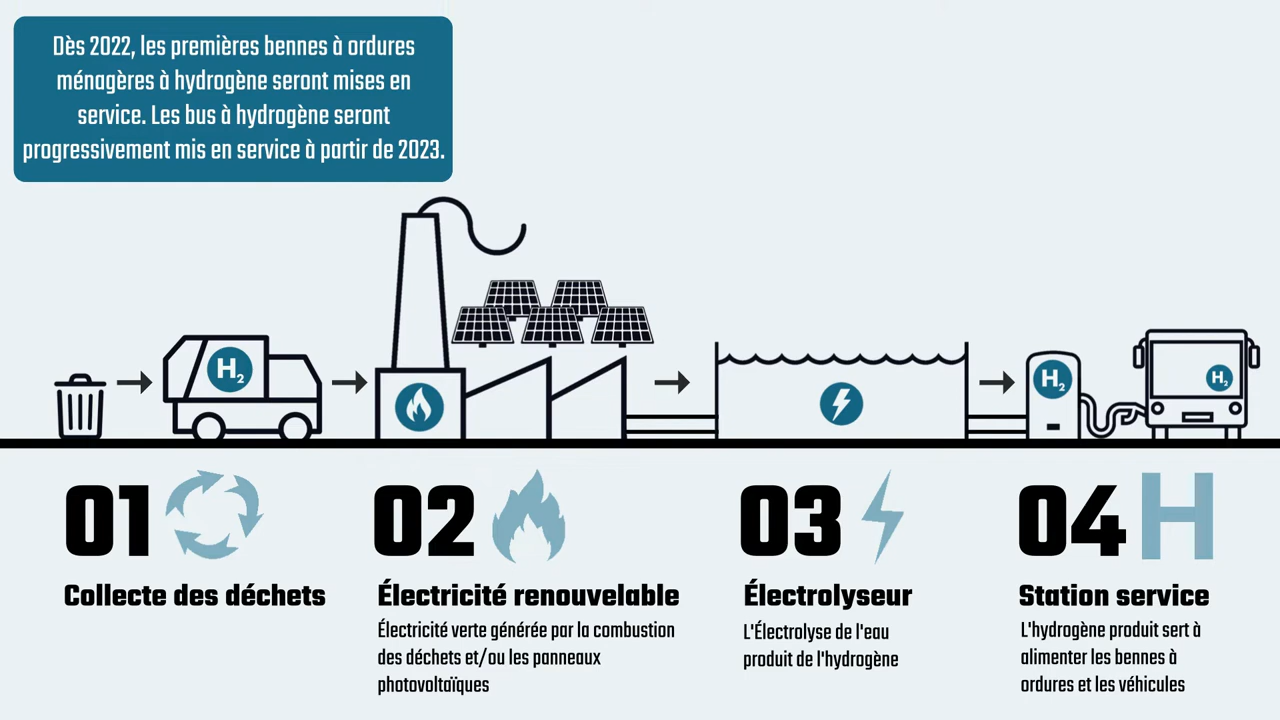 Dès 2022, les premières bennes à ordures
ménagères à hydrogène seront mises en
service. Les bus à hydrogène seront
progressivement mis en service à partir de 2023.
H₂
H₂
H₂
01
02
03
04 H
Collecte des déchets
Électricité renouvelable
Électricité verte générée par la combustion
des déchets et/ou les panneaux
photovoltaïques
Électrolyseur
L'Électrolyse de l'eau
produit de l'hydrogène
Station service
L'hydrogène produit sert à
alimenter les bennes à
ordures et les véhicules